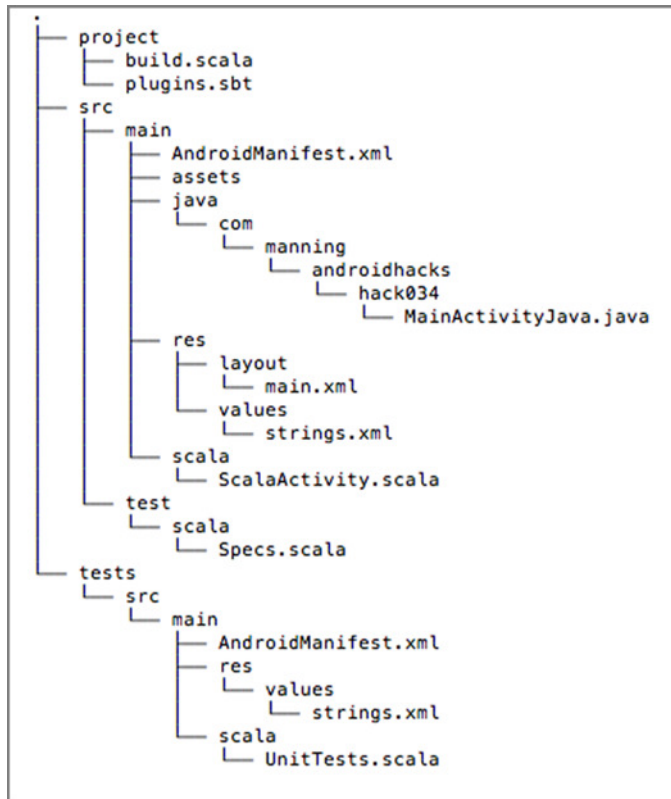 .
├── project
│   ├── build.scala
│   └── plugins.sbt
├── src
│   ├── main
│   │   ├── AndroidManifest.xml
│   │   ├── assets
│   │   ├── java
│   │   │   └── com
│   │   │       └── manning
│   │   │           └── androidhacks
│   │   │               └── hack034
│   │   │                   └── MainActivityJava.java
│   │   ├── res
│   │   │   ├── layout
│   │   │   │   └── main.xml
│   │   │   └── values
│   │   │       └── strings.xml
│   │   └── scala
│   │       └── ScalaActivity.scala
│   └── test
│       └── scala
│           └── Specs.scala
└── tests
    └── src
        └── main
            ├── AndroidManifest.xml
            ├── res
            │   └── values
            │       └── strings.xml
            └── scala
                └── UnitTests.scala